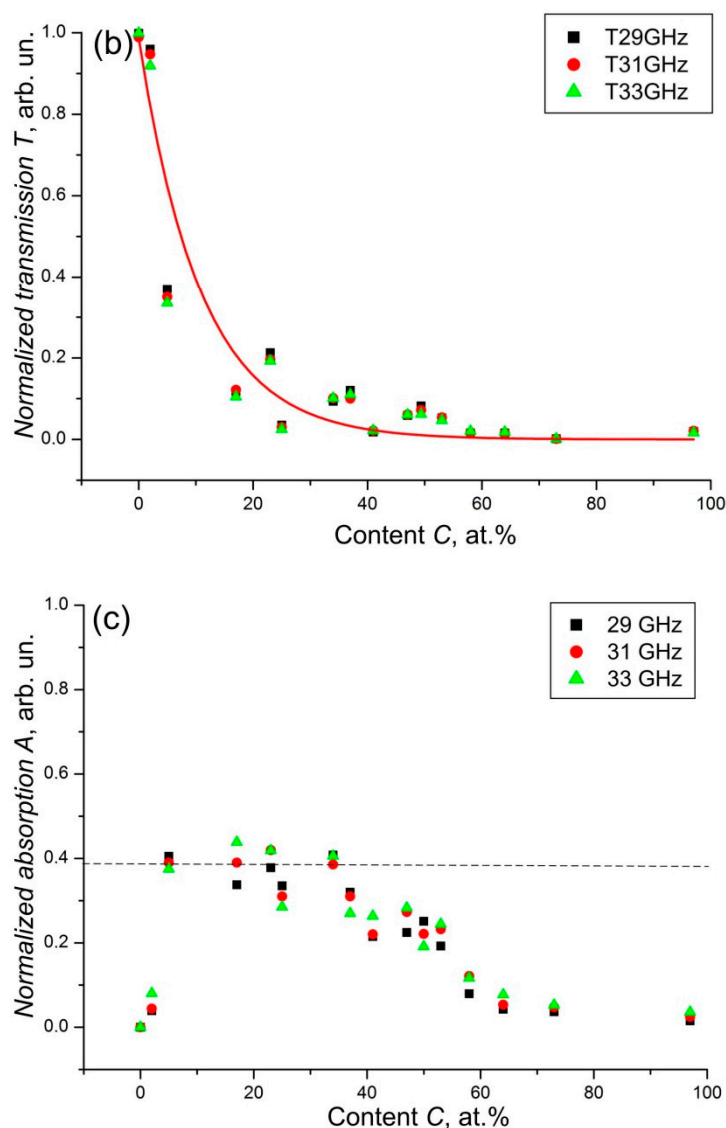 (b)
T29GHz
T31GHz
T33GHz
Normalized transmission T, arb. un.
1.0
0.8
0.6
0.4
0.2
0.0
0 20 40 60 80 100
Content C, at.%
(c)
29 GHz
31 GHz
33 GHz
Normalized absorption A, arb. un.
1.0
0.8
0.6
0.4
0.2
0.0
0 20 40 60 80 100
Content C, at.%